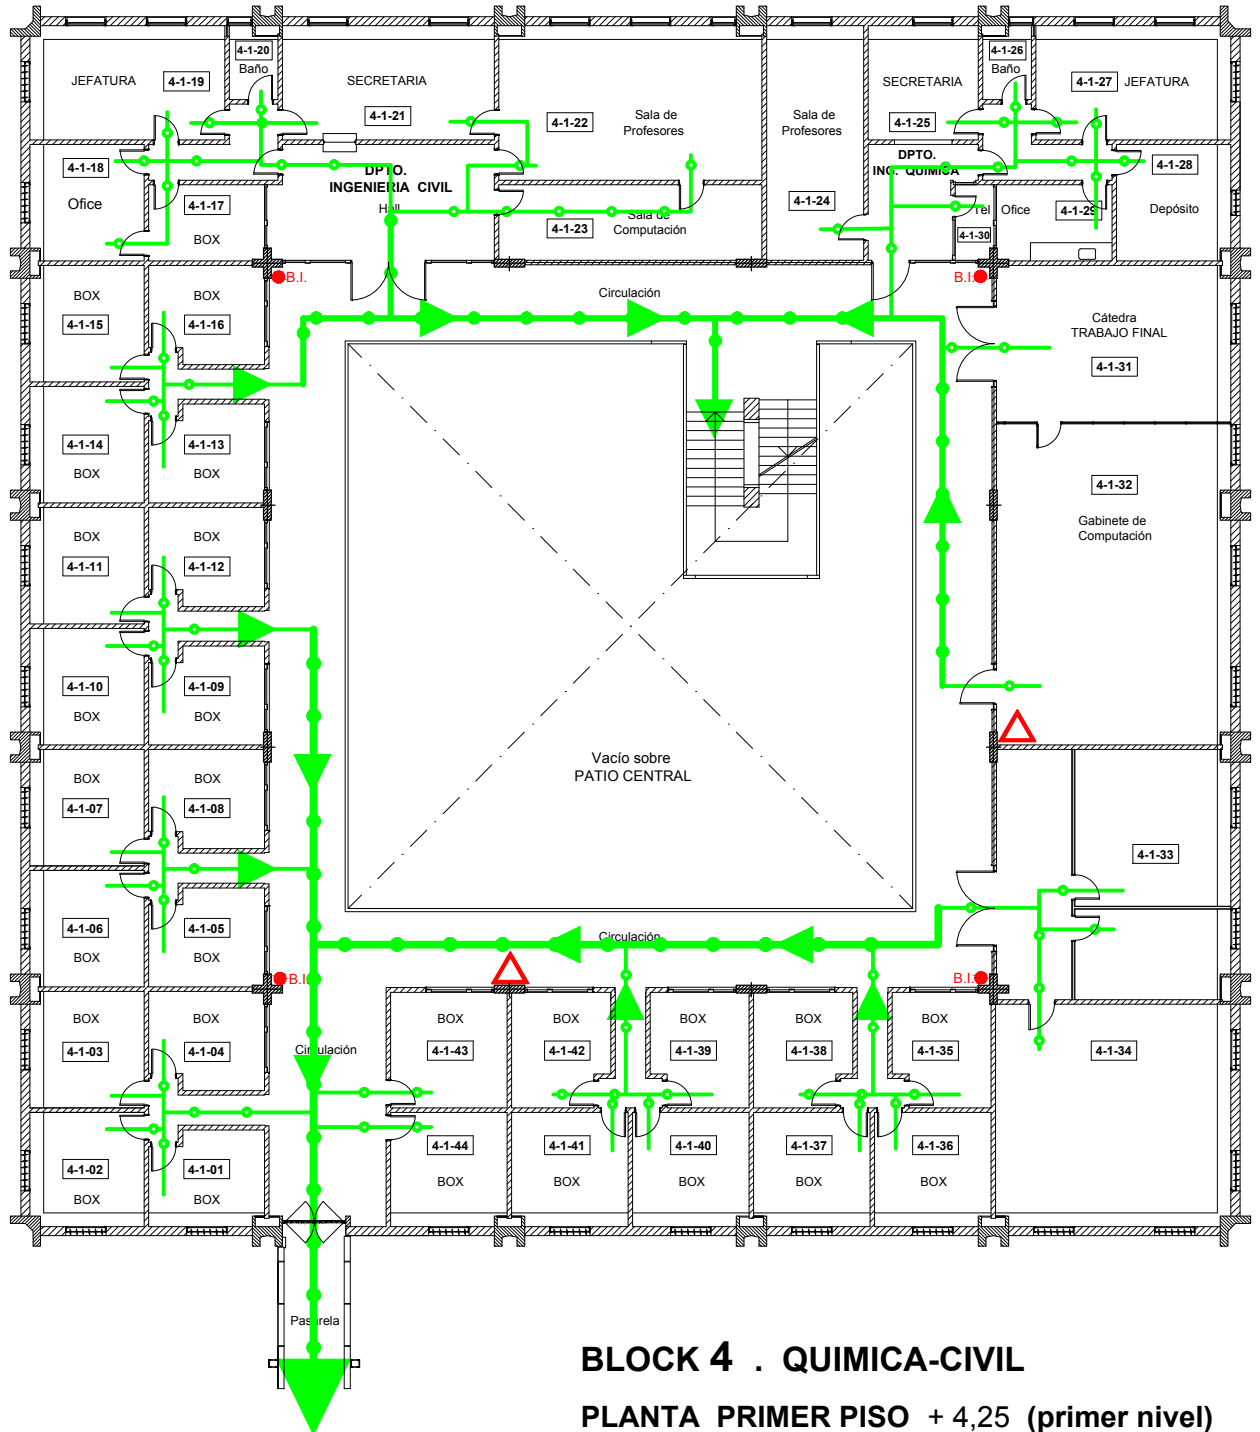 4-1-20
Baño
JEFATURA
4-1-19
SECRETARIA
4-1-21
4-1-22
Sala de
Profesores
Sala de
Profesores
SECRETARIA
4-1-25
4-1-26
Baño
4-1-27
JEFATURA
4-1-18
Ofice
4-1-17
BOX
DPTO.
INGENIERIA CIVIL
Hall
4-1-23
Sala de
Computación
4-1-24
DPTO.
ING. QUIMICA
Tel
4-1-30
Ofice
4-1-29
4-1-28
Depósito
B.I.
B.I.
Circulación
BOX
4-1-15
BOX
4-1-16
Cátedra
TRABAJO FINAL
4-1-31
4-1-14
BOX
4-1-13
BOX
4-1-32
Gabinete de
Computación
BOX
4-1-11
BOX
4-1-12
4-1-10
BOX
4-1-09
BOX
Vacío sobre
PATIO CENTRAL
BOX
4-1-07
BOX
4-1-08
4-1-33
4-1-06
BOX
4-1-05
BOX
Circulación
B.I.
B.I.
BOX
4-1-03
BOX
4-1-04
Circulación
BOX
4-1-43
BOX
4-1-42
BOX
4-1-39
BOX
4-1-38
BOX
4-1-35
4-1-34
4-1-02
BOX
4-1-01
BOX
4-1-44
BOX
4-1-41
BOX
4-1-40
BOX
4-1-37
BOX
4-1-36
BOX
Pasarela
BLOCK 4 . QUIMICA-CIVIL
PLANTA PRIMER PISO + 4,25 (primer nivel)